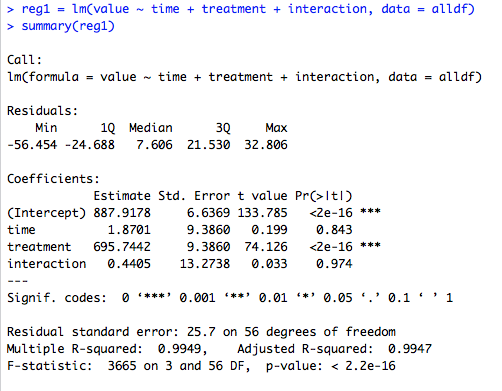 > reg1 = lm(value ~ time + treatment + interaction, data = alldf)
> summary(reg1)

Call:
lm(formula = value ~ time + treatment + interaction, data = alldf)

Residuals:
    Min      1Q  Median      3Q     Max
-56.454 -24.688   7.606  21.530  32.806

Coefficients:
            Estimate Std. Error t value Pr(>|t|)
(Intercept) 887.9178     6.6369 133.785   <2e-16 ***
time          1.8701     9.3860   0.199    0.843
treatment   695.7442     9.3860  74.126   <2e-16 ***
interaction   0.4405    13.2738   0.033    0.974
---
Signif. codes:  0 ‘***’ 0.001 ‘**’ 0.01 ‘*’ 0.05 ‘.’ 0.1 ‘ ’ 1

Residual standard error: 25.7 on 56 degrees of freedom
Multiple R-squared:  0.9949,    Adjusted R-squared:  0.9947
F-statistic:  3665 on 3 and 56 DF,  p-value: < 2.2e-16